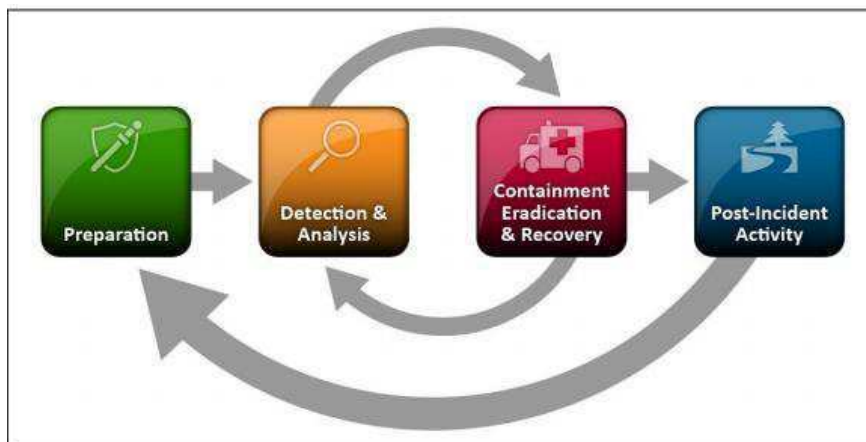 Preparation
Detection &
Analysis
Containment
Eradication
& Recovery
Post-Incident
Activity